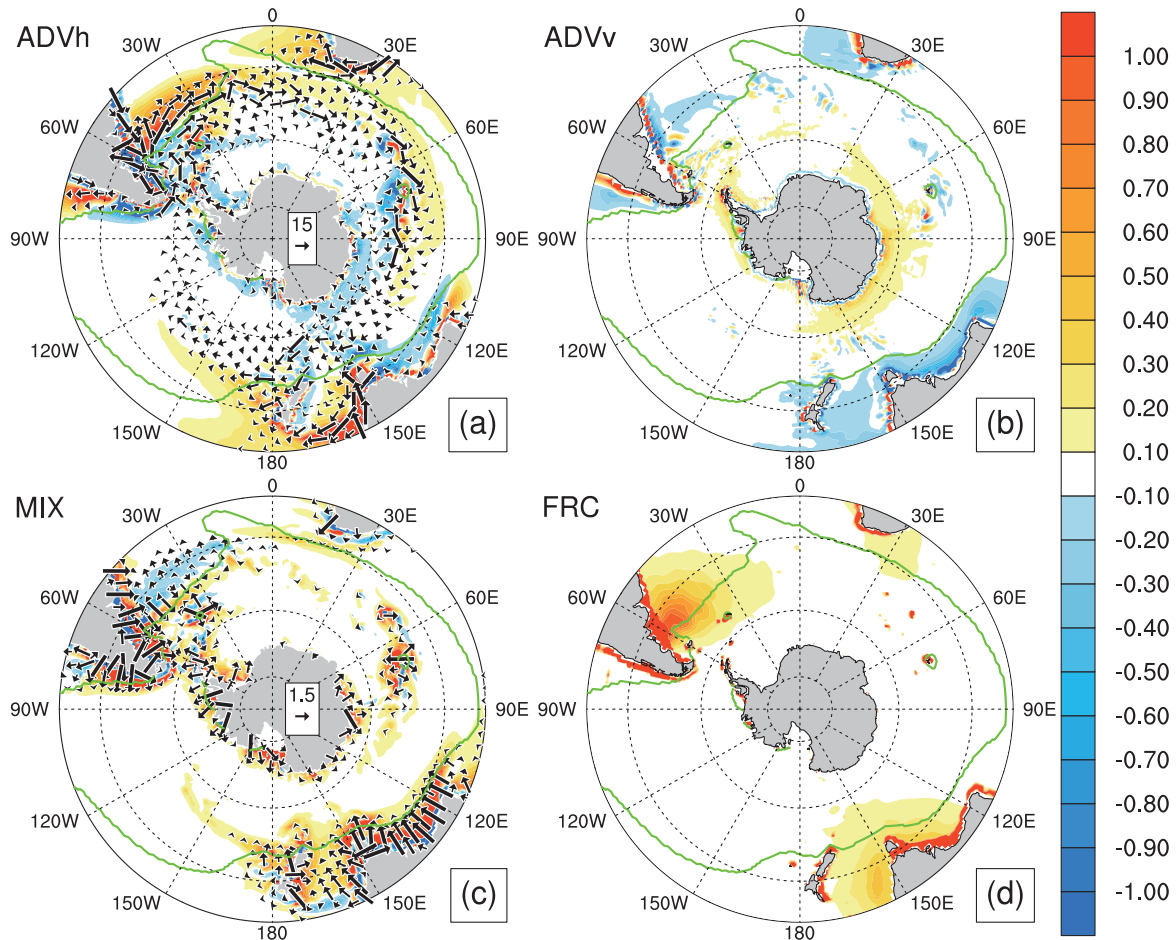 ADVh
0
30W
30E
60W
60E
90W
15
90E
120W
120E
150W
150E
180
(a)
ADVv
0
30W
30E
60W
60E
90W
90E
120W
120E
150W
150E
180
(b)
MIX
0
30W
30E
60W
60E
90W
1.5
90E
120W
120E
150W
150E
180
(c)
FRC
0
30W
30E
60W
60E
90W
90E
120W
120E
150W
150E
180
(d)
1.00
0.90
0.80
0.70
0.60
0.50
0.40
0.30
0.20
0.10
-0.10
-0.20
-0.30
-0.40
-0.50
-0.60
-0.70
-0.80
-0.90
-1.00